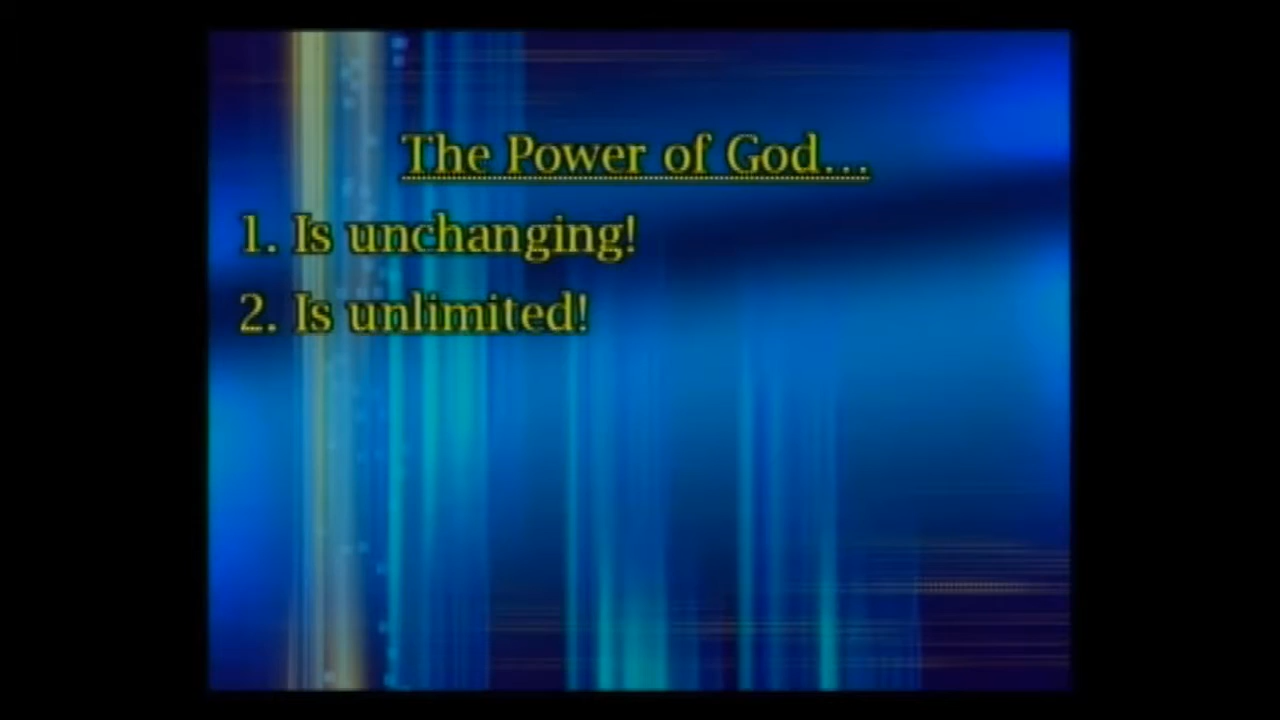 The Power of God...
1. Is unchanging!
2. Is unlimited!